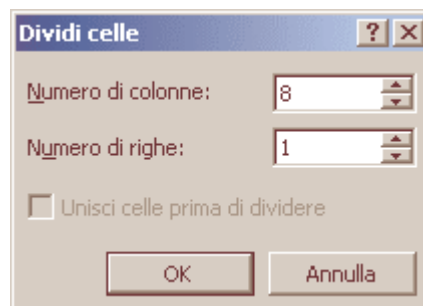 Dividi celle
Numero di colonne: 8
Numero di righe: 1
Unisci celle prima di dividere
OK Annulla